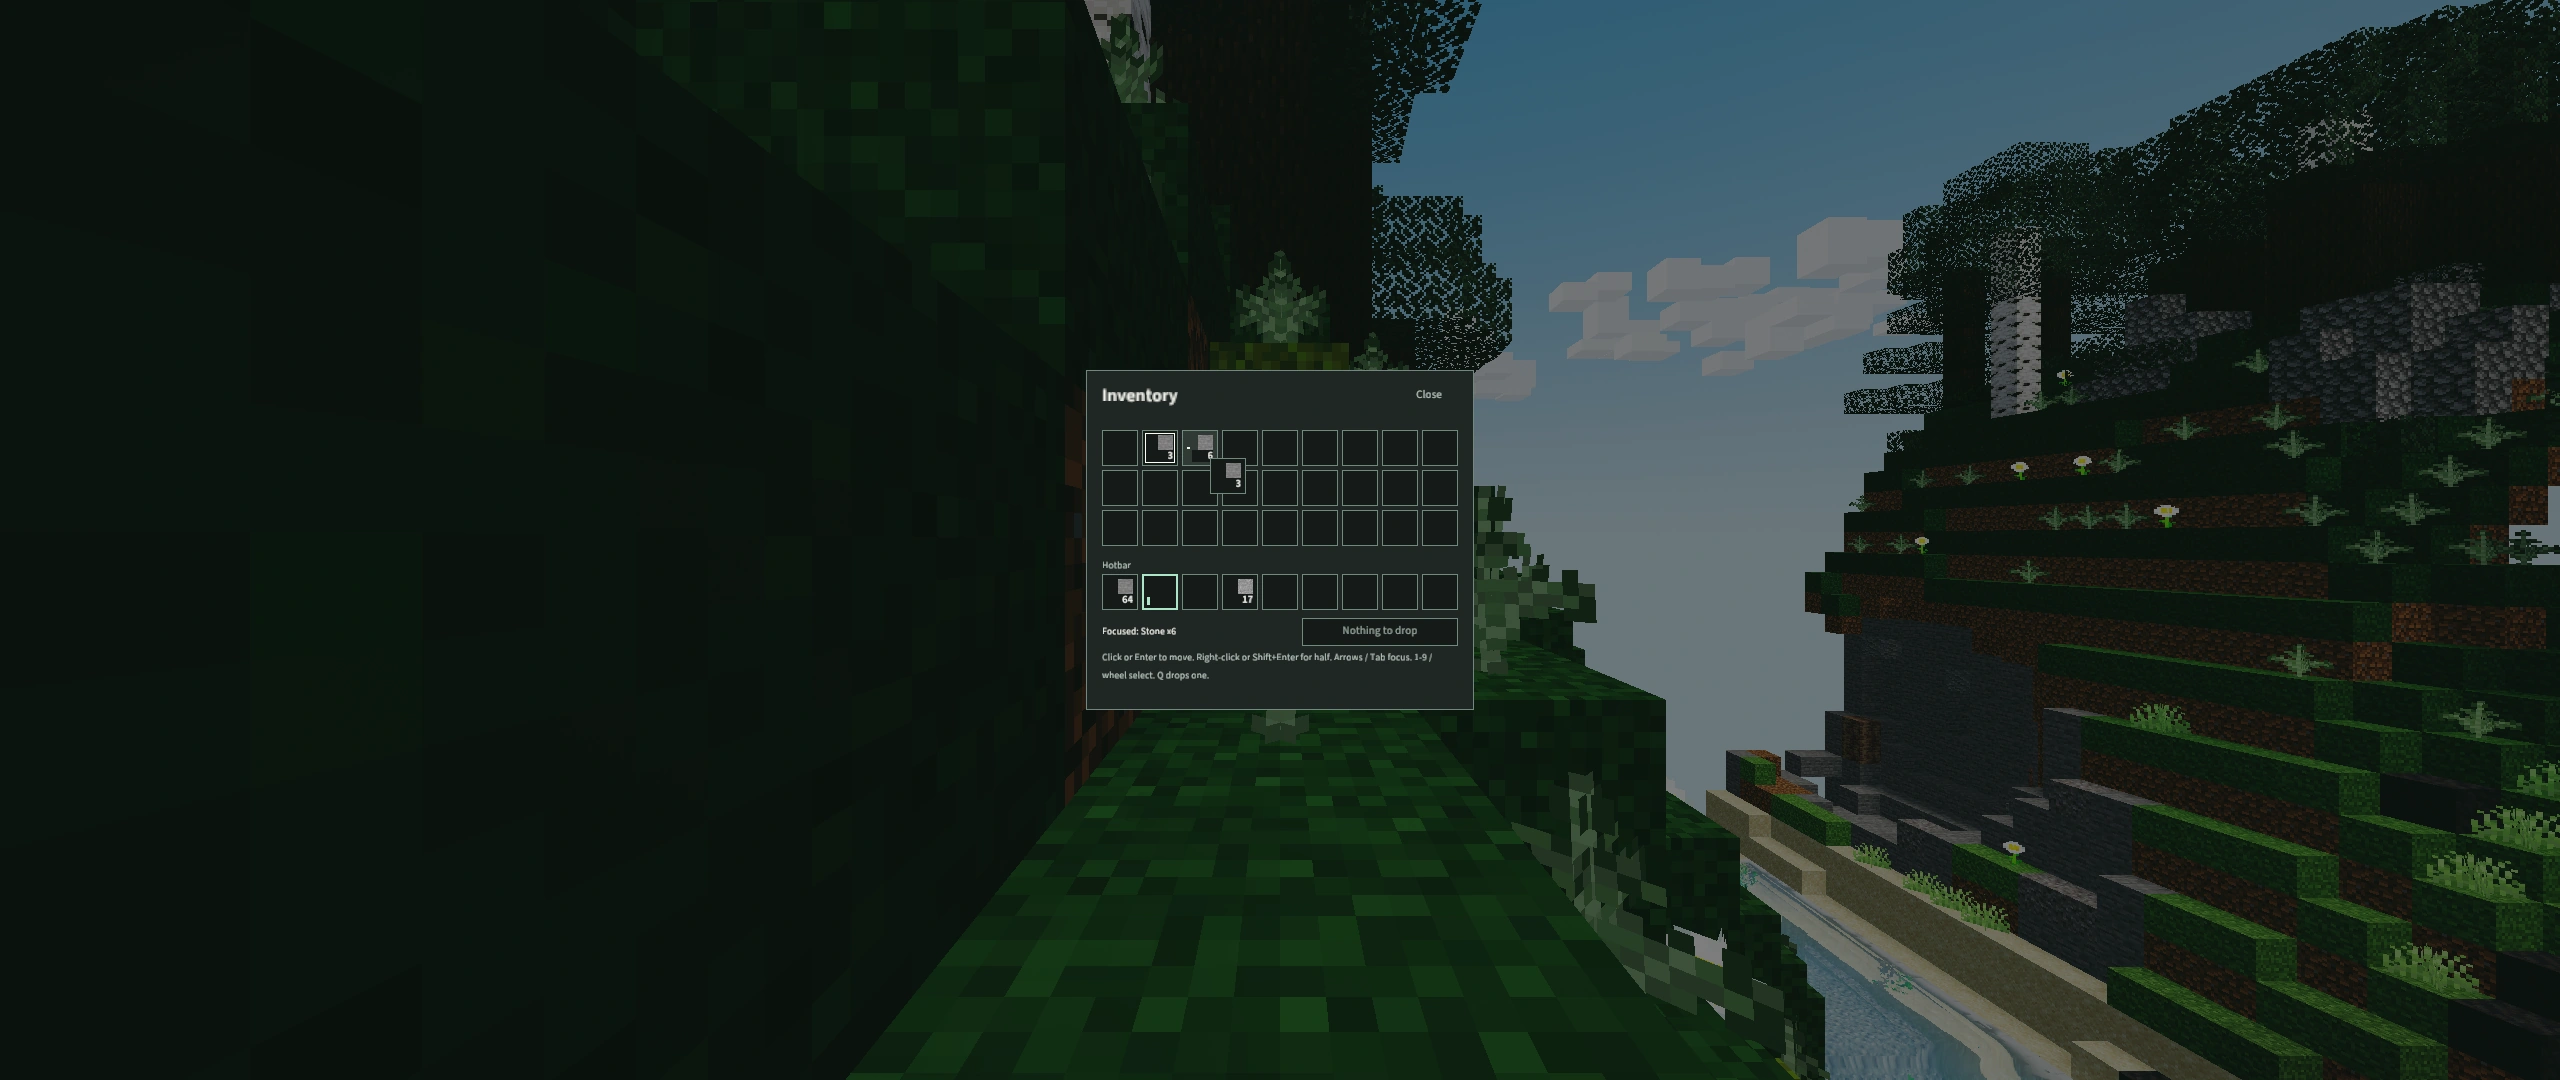 Inventory
Close
3
6
3
Hotbar
64
17
Focused: Stone x6
Nothing to drop
Click or Enter to move. Right-click or Shift+Enter for half. Arrows / Tab focus. 1-9 /
wheel select. Q drops one.